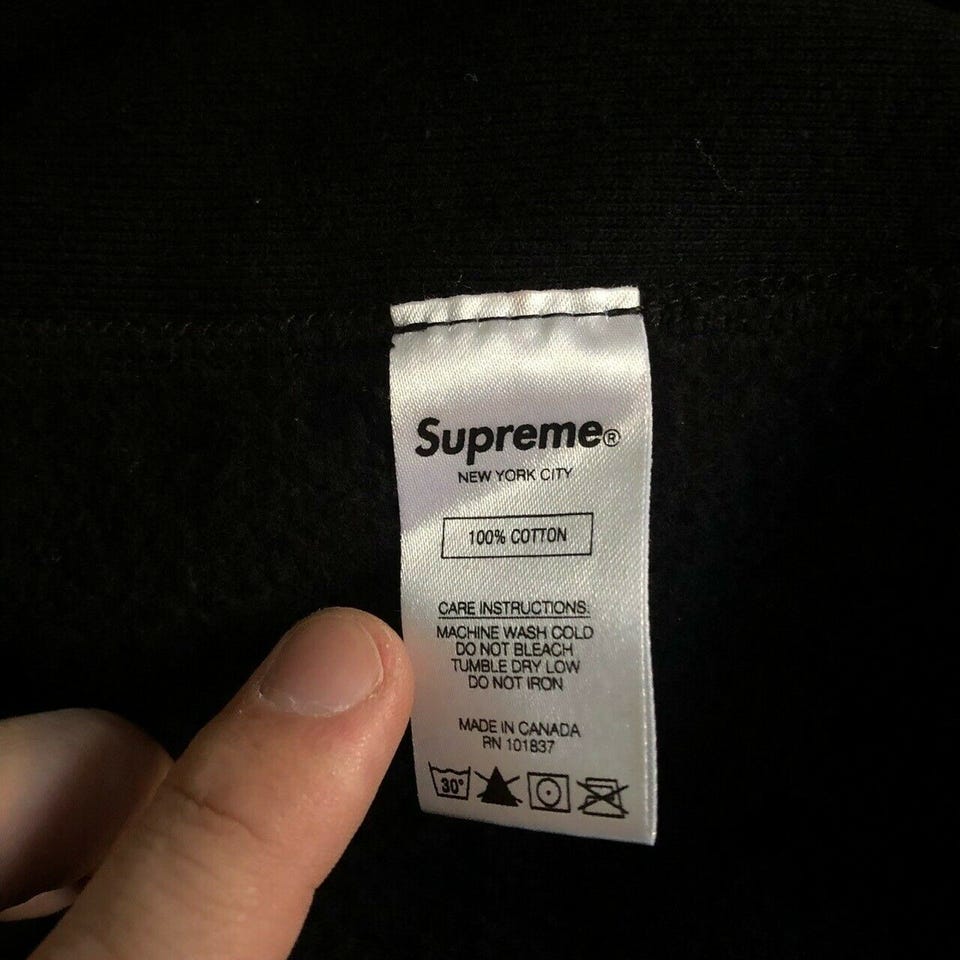 Supreme®
NEW YORK CITY
100% COTTON
CARE INSTRUCTIONS:
MACHINE WASH COLD
DO NOT BLEACH
TUMBLE DRY LOW
DO NOT IRON
MADE IN CANADA
RN 101837
30°